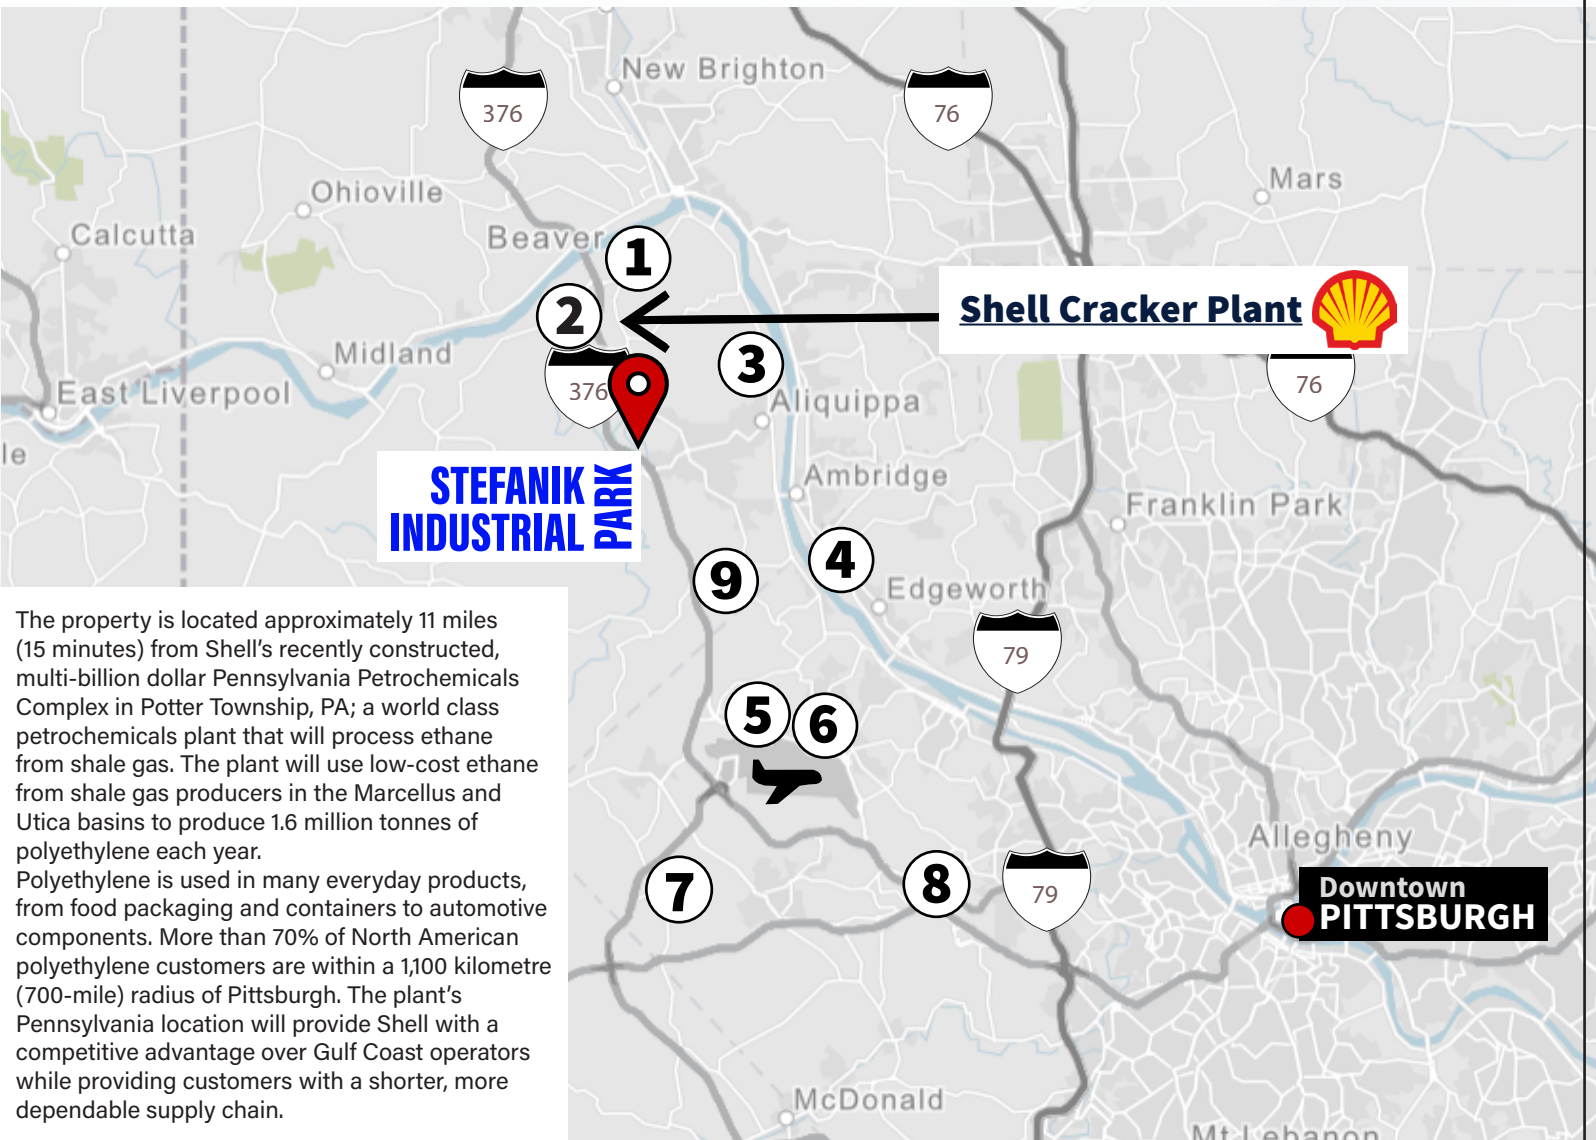 New Brighton
376
76
Mars
Ohioville
Calcutta
Beaver
1
2
Shell Cracker Plant
3
Midland
376
76
East Liverpool
Aliquippa
le
STEFANIK
INDUSTRIAL
PARK
Ambridge
Franklin Park
4
9
Edgeworth
79
The property is located approximately 11 miles
(15 minutes) from Shell's recently constructed,
multi-billion dollar Pennsylvania Petrochemicals
Complex in Potter Township, PA; a world class
petrochemicals plant that will process ethane
from shale gas. The plant will use low-cost ethane
from shale gas producers in the Marcellus and
Utica basins to produce 1.6 million tonnes of
polyethylene each year.
Polyethylene is used in many everyday products,
from food packaging and containers to automotive
components. More than 70% of North American
polyethylene customers are within a 1,100 kilometre
(700-mile) radius of Pittsburgh. The plant's
Pennsylvania location will provide Shell with a
competitive advantage over Gulf Coast operators
while providing customers with a shorter, more
dependable supply chain.
5
6
Allegheny
7
8
79
Downtown
PITTSBURGH
McDonald
Mt Lebanon